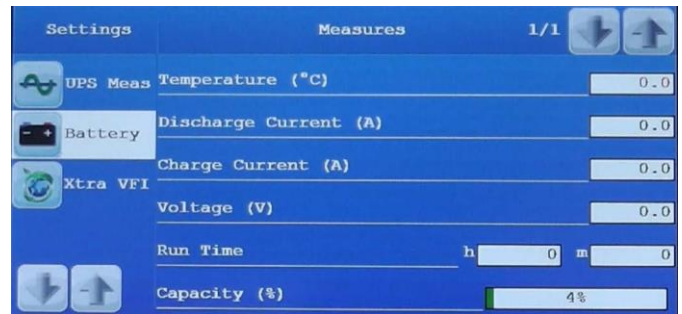 Settings Measures 1/1
UPS Meas Temperature (°C) 0.0
Battery Discharge Current (A) 0.0
Charge Current (A) 0.0
Xtra VFI
Voltage (V) 0.0
Run Time h 0 m 0
Capacity (%) 4%